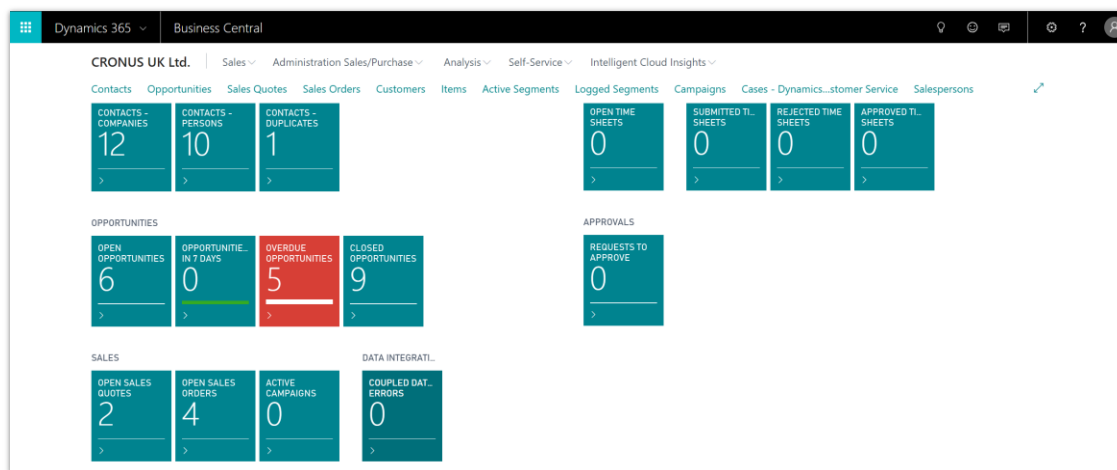 Dynamics 365 Business Central ?
CRONUS UK Ltd. Sales Administration Sales/Purchase Analysis Self-Service Intelligent Cloud Insights
Contacts Opportunities Sales Quotes Sales Orders Customers Items Active Segments Logged Segments Campaigns Cases - Dynamics...stomer Service Salespersons
CONTACTS -
COMPANIES
12
CONTACTS -
PERSONS
10
CONTACTS -
DUPLICATES
1
OPEN TIME
SHEETS
0
SUBMITTED TI...
SHEETS
0
REJECTED TIME
SHEETS
0
APPROVED TI...
SHEETS
0
OPPORTUNITIES
OPEN
OPPORTUNITIES
6
OPPORTUNITIE...
IN 7 DAYS
0
OVERDUE
OPPORTUNITIES
5
CLOSED
OPPORTUNITIES
9
APPROVALS
REQUESTS TO
APPROVE
0
SALES
OPEN SALES
QUOTES
2
OPEN SALES
ORDERS
4
ACTIVE
CAMPAIGNS
0
DATA INTEGRATI...
COUPLED DAT...
ERRORS
0